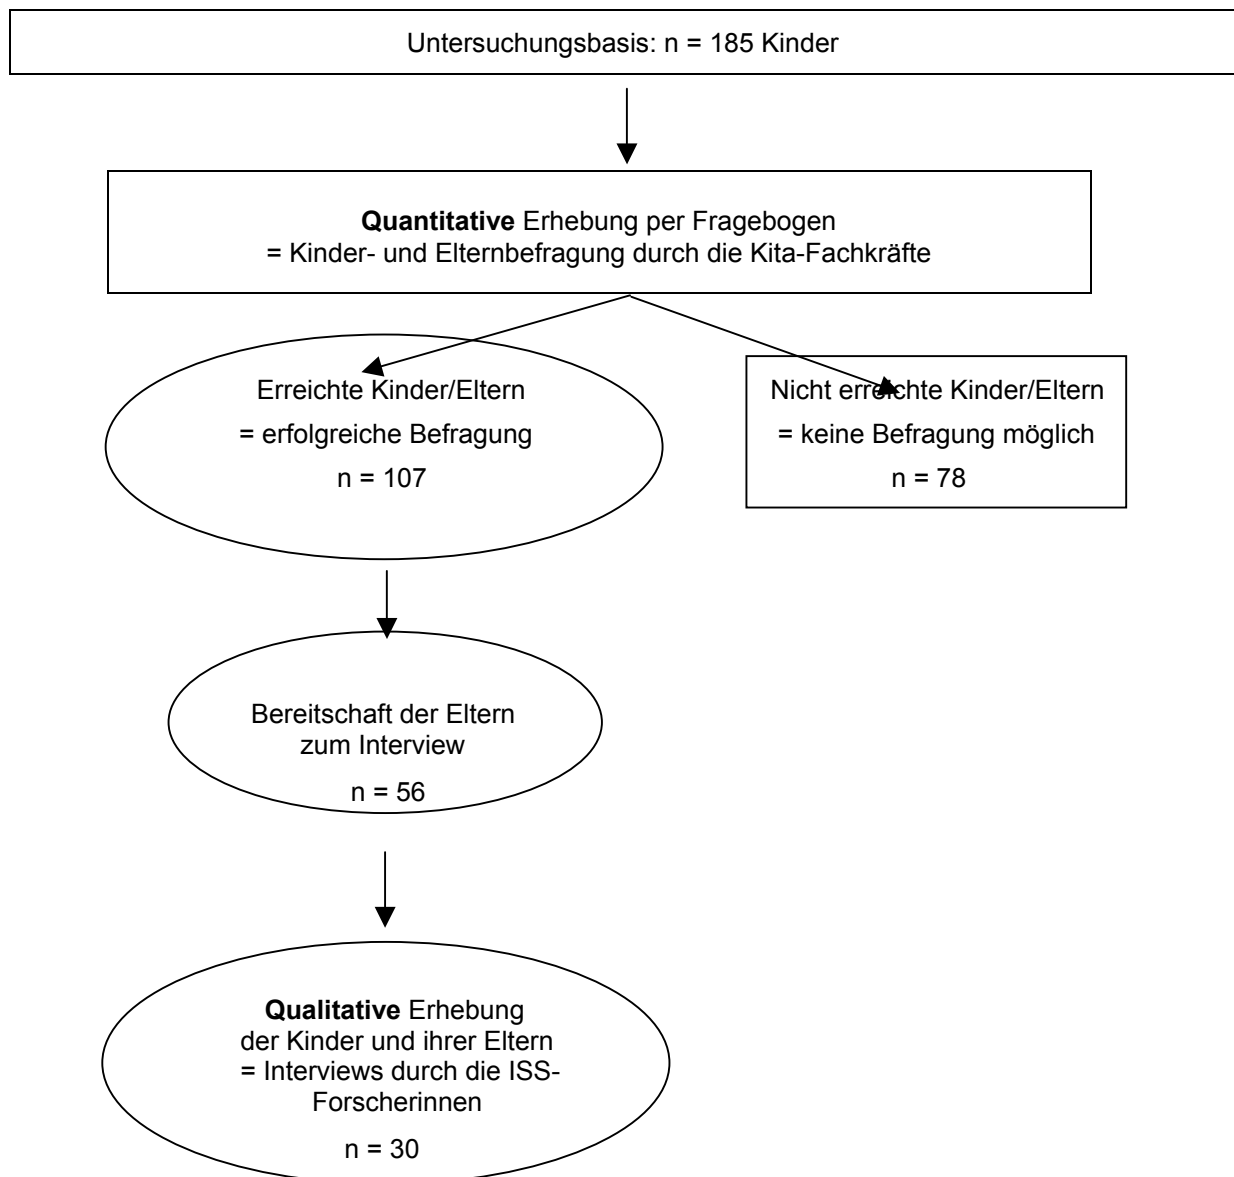 Untersuchungsbasis: n = 185 Kinder
Quantitative Erhebung per Fragebogen
= Kinder- und Elternbefragung durch die Kita-Fachkräfte
Erreichte Kinder/Eltern
= erfolgreiche Befragung
n = 107
Nicht erreichte Kinder/Eltern
= keine Befragung möglich
n = 78
Bereitschaft der Eltern
zum Interview
n = 56
Qualitative Erhebung
der Kinder und ihrer Eltern
= Interviews durch die ISS-
Forscherinnen
n = 30